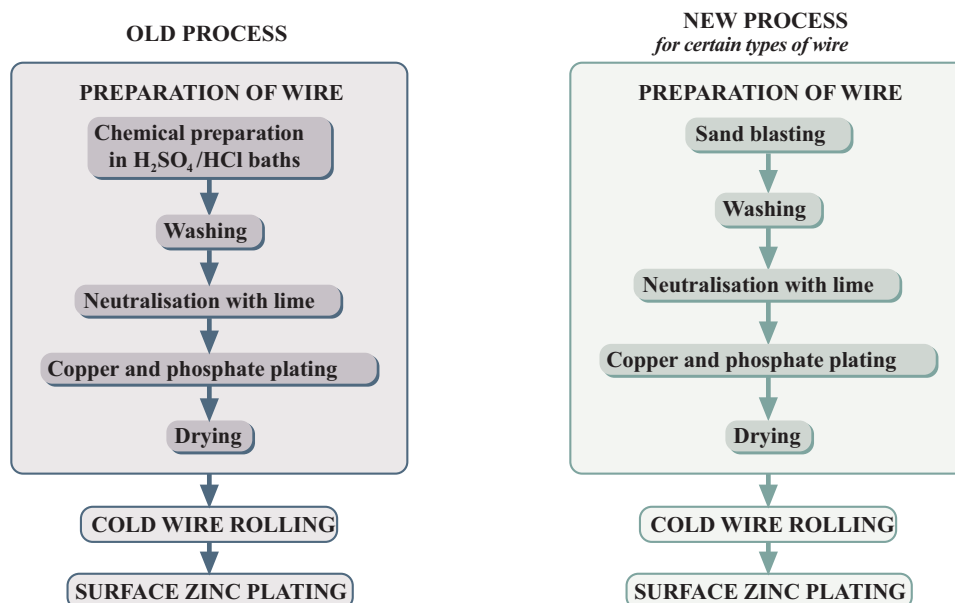 OLD PROCESS
PREPARATION OF WIRE
Chemical preparation
in H₂SO₄/HCl baths
Washing
Neutralisation with lime
Copper and phosphate plating
Drying
COLD WIRE ROLLING
SURFACE ZINC PLATING
NEW PROCESS
for certain types of wire
PREPARATION OF WIRE
Sand blasting
Washing
Neutralisation with lime
Copper and phosphate plating
Drying
COLD WIRE ROLLING
SURFACE ZINC PLATING